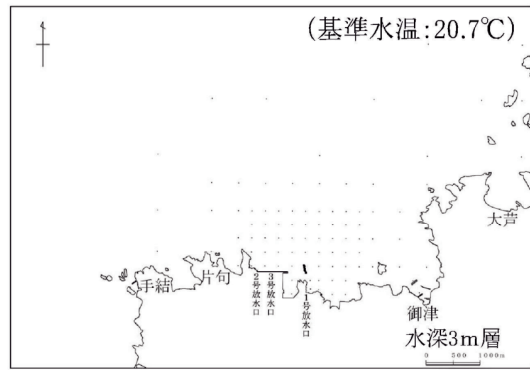 (基準水温:20.7℃)
大芦
手結
片句
2号放水口
3号放水口
1号放水口
御津
水深3m層
0 500 1000m